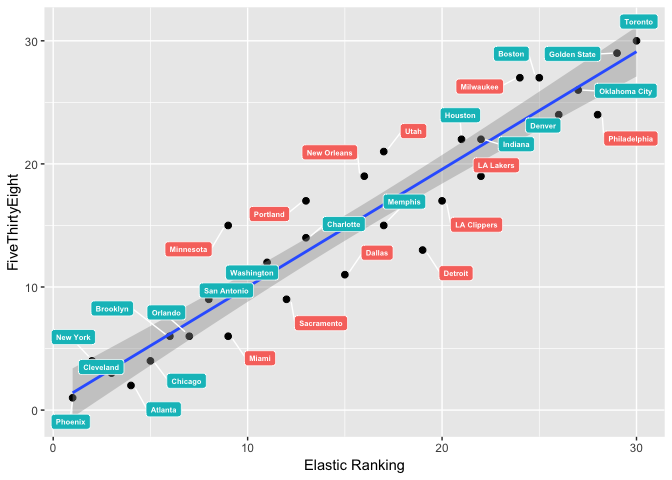 Toronto
Boston
Golden State
Milwaukee
Oklahoma City
Houston
Denver
Utah
Philadelphia
Indiana
New Orleans
LA Lakers
Memphis
Portland
Charlotte
LA Clippers
Minnesota
Dallas
Washington
Detroit
San Antonio
Brooklyn
Orlando
Sacramento
New York
Miami
Cleveland
Chicago
Atlanta
Phoenix
30
20
10
0
FiveThirtyEight
0 10 20 30
Elastic Ranking